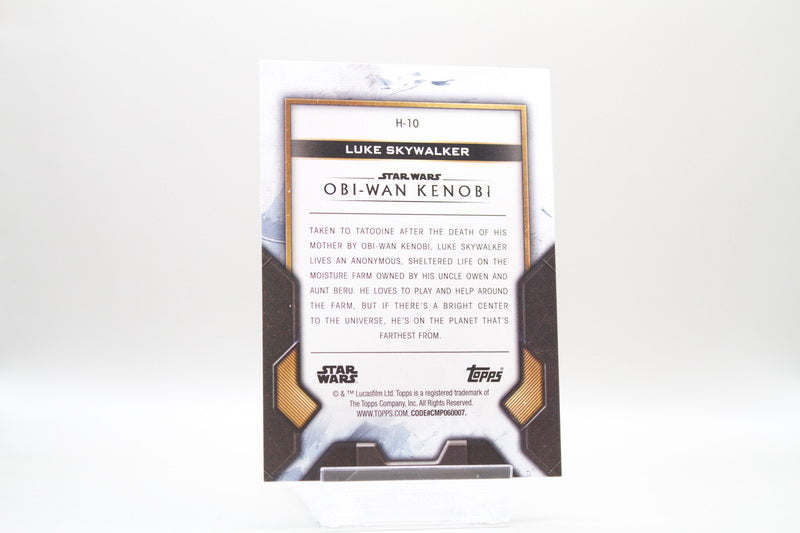 H-10
LUKE SKYWALKER
STAR WARS
OBI-WAN KENOBI
TAKEN TO TATOOINE AFTER THE DEATH OF HIS
MOTHER BY OBI-WAN KENOBI, LUKE SKYWALKER
LIVES AN ANONYMOUS, SHELTERED LIFE ON THE
MOISTURE FARM OWNED BY HIS UNCLE OWEN AND
AUNT BERU. HE LOVES TO PLAY AND HELP AROUND
THE FARM, BUT IF THERE'S A BRIGHT CENTER
TO THE UNIVERSE, HE'S ON THE PLANET THAT'S
FARTHEST FROM.
STAR WARS
Topps®
© & ™ Lucasfilm Ltd. Topps is a registered trademark of
The Topps Company, Inc. All Rights Reserved.
WWW.TOPPS.COM. CODE#CMP060007.